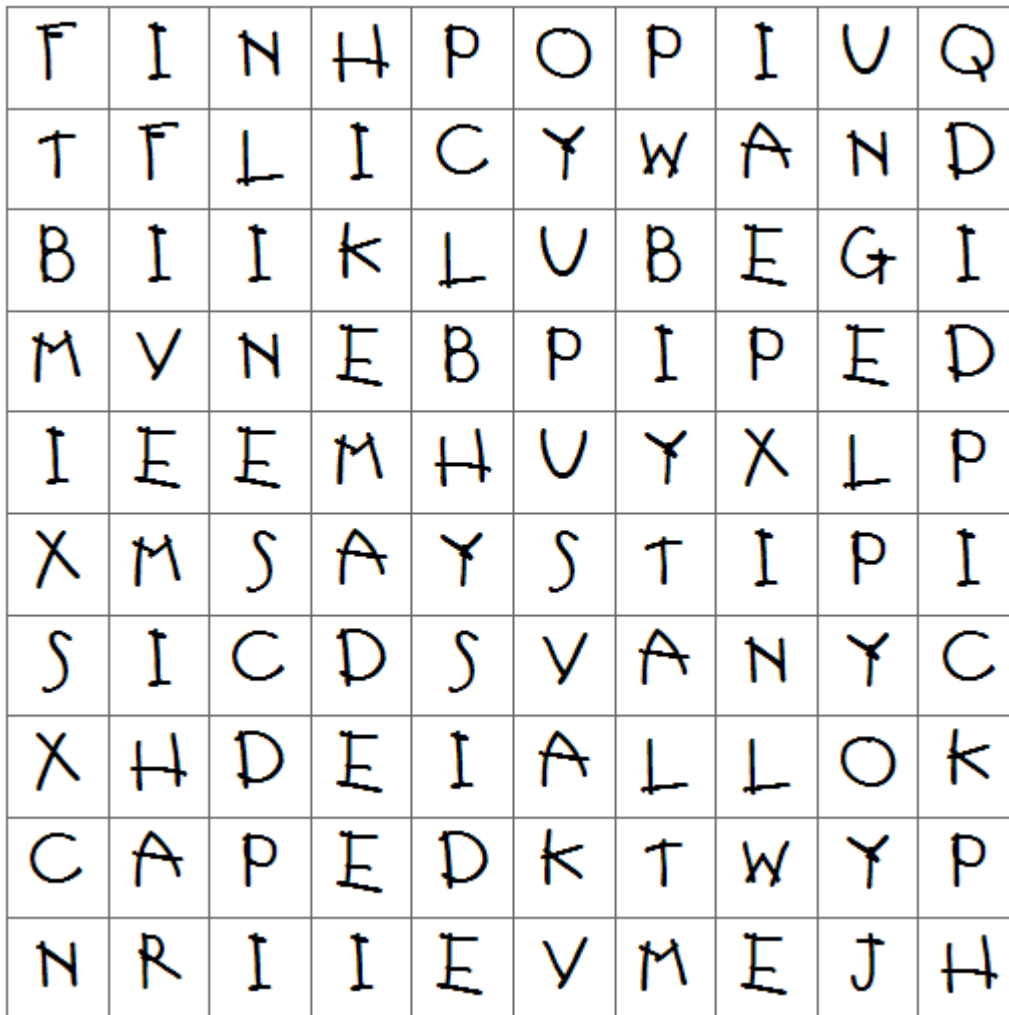 F I N H P O P I U Q
T F L I C Y W A N D
B I I K L U B E G I
M V N E B P I P E D
I E E M H U Y X L P
X M S A Y S T I P I
S I C D S V A N Y C
X H D E I A L L O K
C A P E D K T W Y P
N R I I E V M E J H